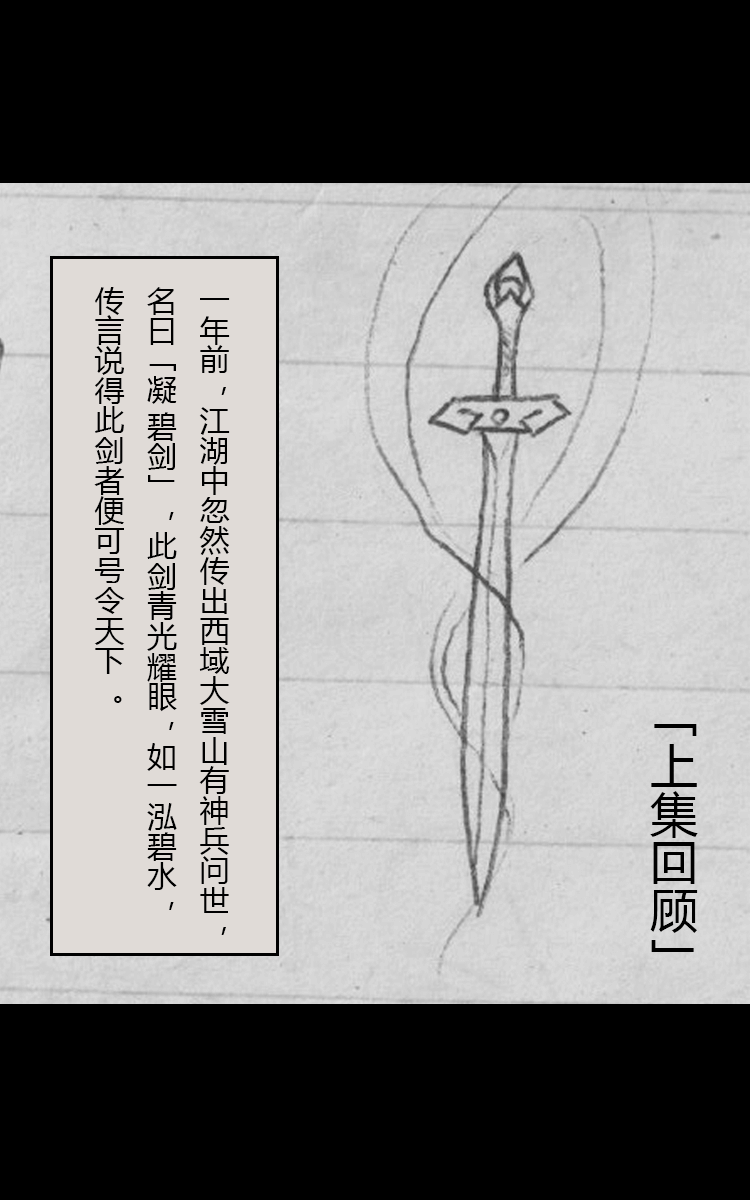 「上集回顾」
一年前，江湖中忽然传出西域大雪山有神兵问世，
名曰「凝碧剑」，此剑青光耀眼，如一泓碧水，
传言说得此剑者便可号令天下。